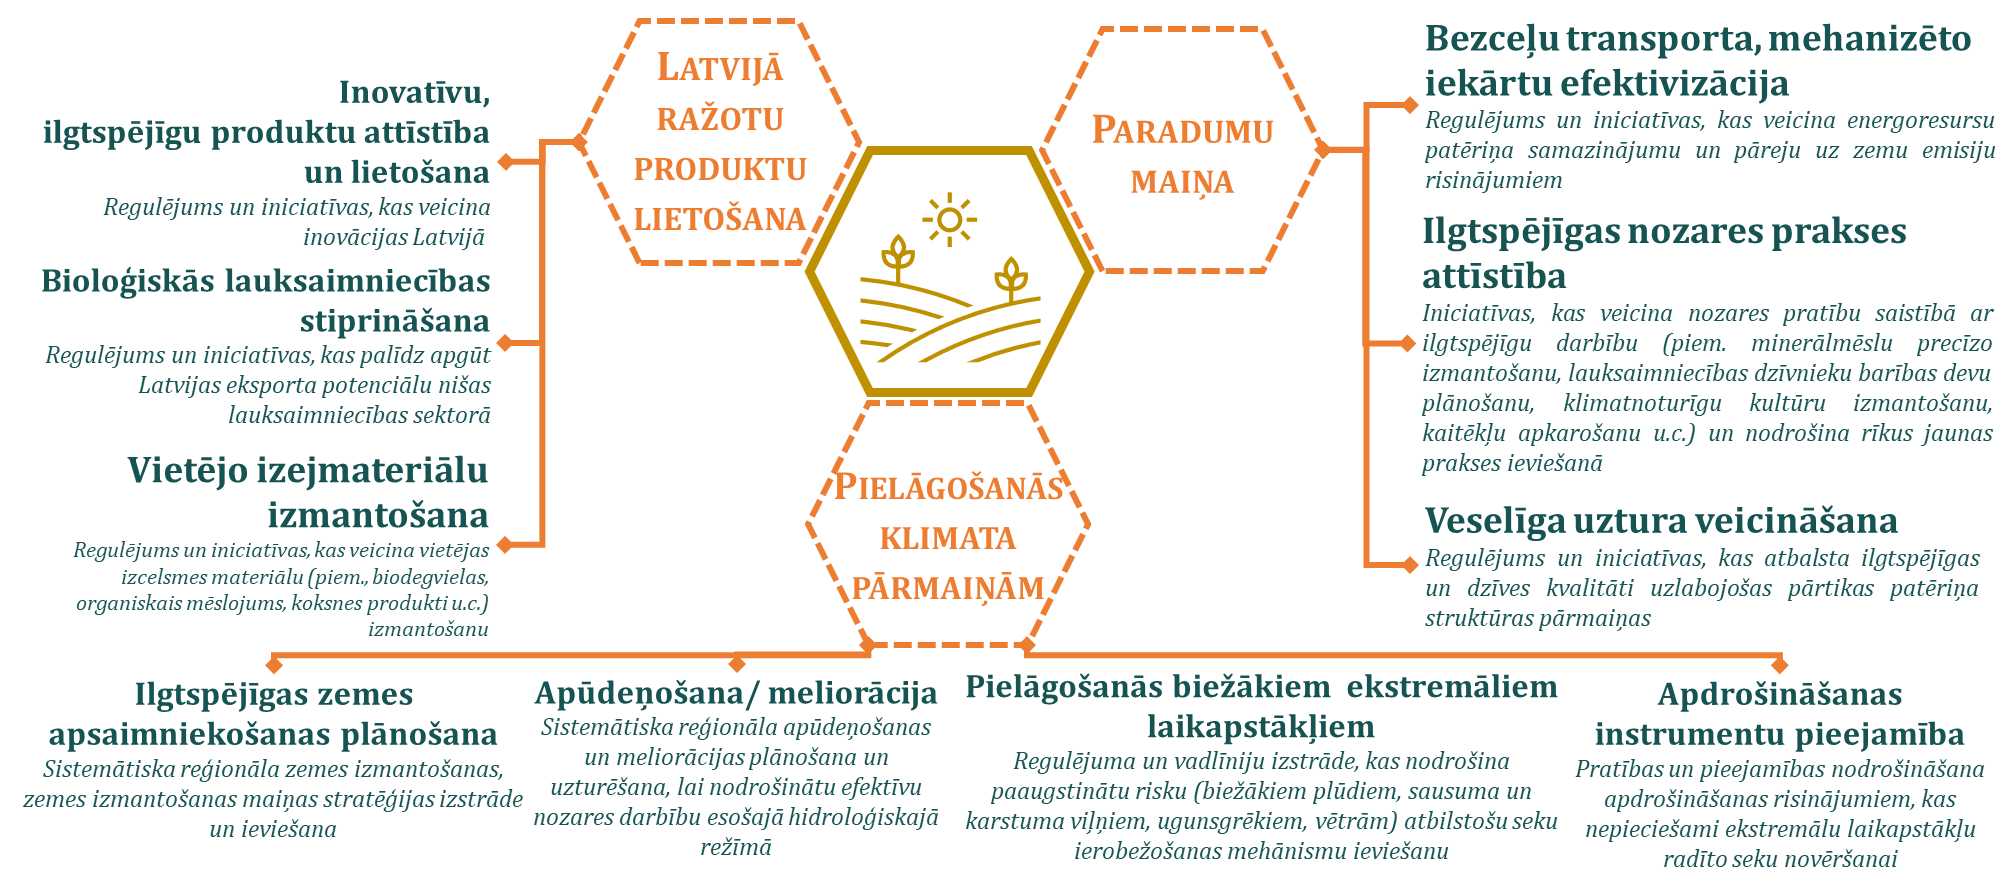 LATVIJĀ
RAŽOTU
PRODUKTU
LIETOŠANA
Inovatīvu,
ilgtspējīgu produktu attīstība
un lietošana
Regulējums un iniciatīvas, kas veicina
inovācijas Latvijā
Bioloģiskās lauksaimniecības
stiprināšana
Regulējums un iniciatīvas, kas palīdz apgūt
Latvijas eksporta potenciālu nišas
lauksaimniecības sektorā
Vietējo izejmateriālu
izmantošana
Regulējums un iniciatīvas, kas veicina vietējas
izcelsmes materiālu (piem., biodegvielas,
organiskais mēslojums, koksnes produkti u.c.)
izmantošanu
PARADUMU
MAIŅA
Bezceļu transporta, mehanizēto
iekārtu efektivizācija
Regulējums un iniciatīvas, kas veicina energoresursu
patēriņa samazinājumu un pāreju uz zemu emisiju
risinājumiem
Ilgtspējīgas nozares prakses
attīstība
Iniciatīvas, kas veicina nozares pratību saistībā ar
ilgtspējīgu darbību (piem. minerālmēslu precīzo
izmantošanu, lauksaimniecības dzīvnieku barības devu
plānošanu, klimatnoturīgu kultūru izmantošanu,
kaitēkļu apkarošanu u.c.) un nodrošina rīkus jaunas
prakses ieviešanā
Veselīga uztura veicināšana
Regulējums un iniciatīvas, kas atbalsta ilgtspējīgas
un dzīves kvalitāti uzlabojošas pārtikas patēriņa
struktūras pārmaiņas
PIELĀGOŠANĀS
KLIMATA
PĀRMAIŅĀM
Ilgtspējīgas zemes
apsaimniekošanas plānošana
Sistemātiska reģionāla zemes izmantošanas,
zemes izmantošanas maiņas stratēģijas izstrāde
un ieviešana
Apūdeņošana/ meliorācija
Sistemātiska reģionāla apūdeņošanas
un meliorācijas plānošana un
uzturēšana, lai nodrošinātu efektīvu
nozares darbību esošajā hidroloģiskajā
režīmā
Pielāgošanās biežākiem ekstremāliem
laikapstākļiem
Regulējuma un vadlīniju izstrāde, kas nodrošina
paaugstinātu risku (biežākiem plūdiem, sausuma un
karstuma viļņiem, ugunsgrēkiem, vētrām) atbilstošu seku
ierobežošanas mehānismu ieviešanu
Apdrošināšanas
instrumentu pieejamība
Pratības un pieejamības nodrošināšana
apdrošināšanas risinājumiem, kas
nepieciešami ekstremālu laikapstākļu
radīto seku novēršanai